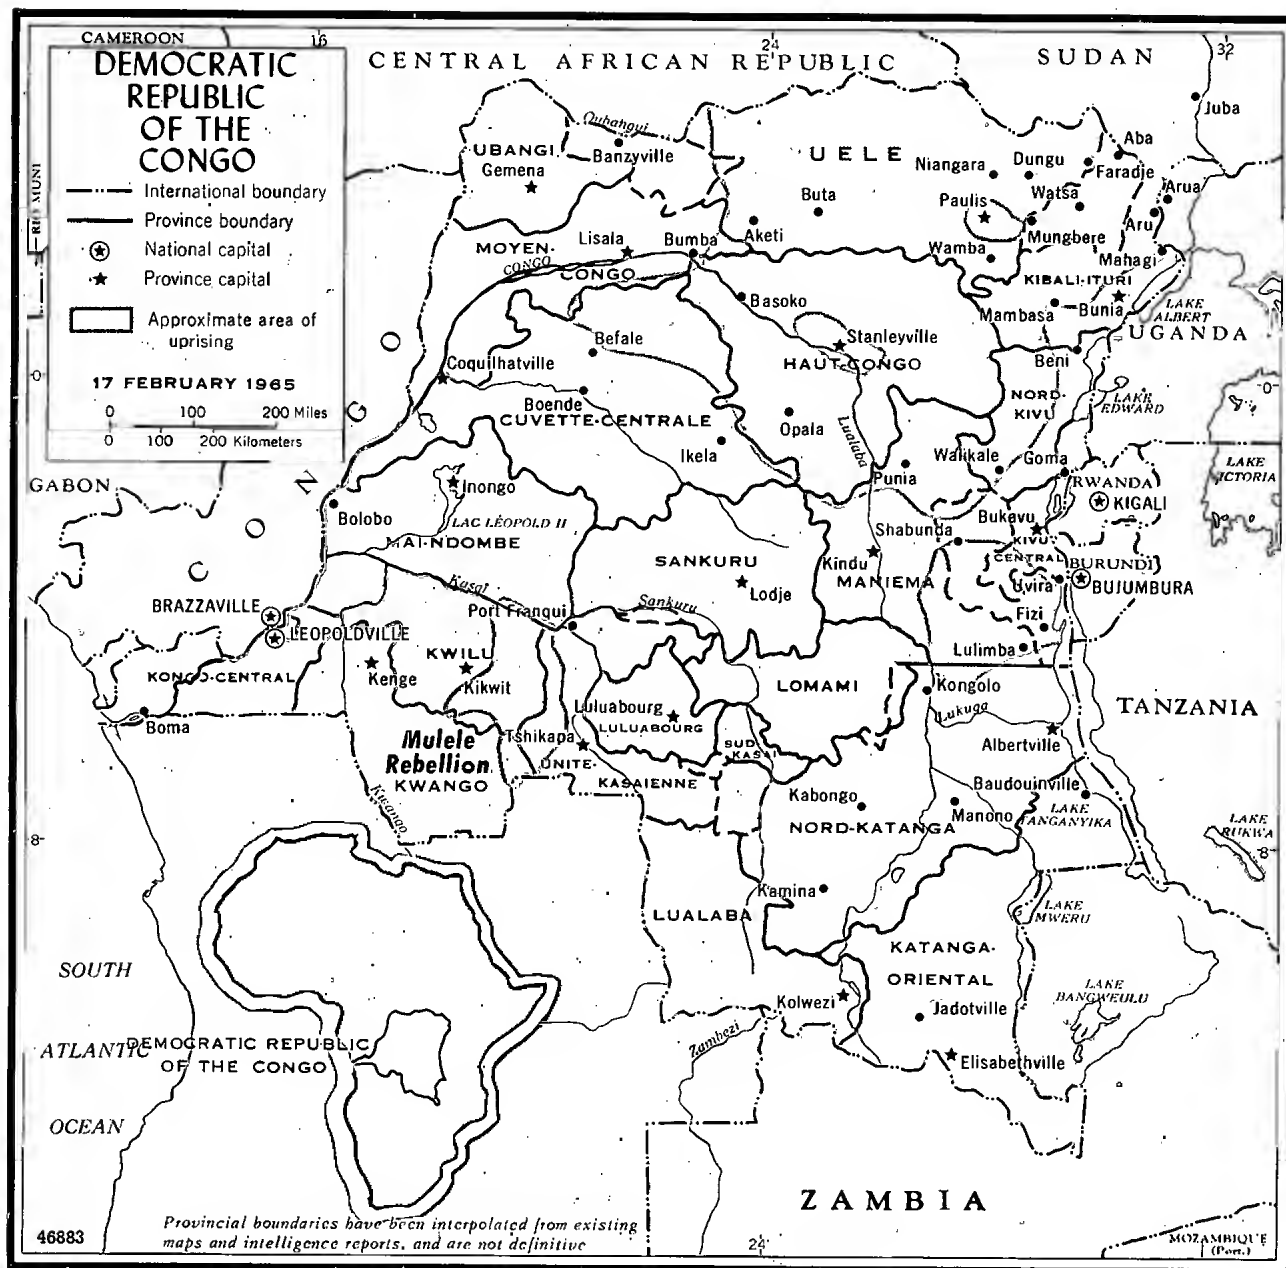 CAMEROON
16
24
32
CENTRAL AFRICAN REPUBLIC
SUDAN
DEMOCRATIC
REPUBLIC
OF THE
CONGO
International boundary
Province boundary
National capital
Province capital
Approximate area of
uprising
17 FEBRUARY 1965
0 100 200 Miles
0 100 200 Kilometers
RIO MUNI
Juba
Oubangui
UBANGI
Gemena
Banzyville
UELE
Niangara
Dungu
Aba
Faradje
Watsa
Arua
Buta
Paulis
Aru
Aketi
Mungbere
Wamba
Mahagi
MOYEN-
CONGO
Lisala
Bumba
CONGO
KIBALI-ITURI
Basoko
Mambasa
Bunia
LAKE
ALBERT
UGANDA
Befale
Stanleyville
HAUT-CONGO
Beni
Coquilhatville
0
0
Boende
CUVETTE-CENTRALE
NORD-
KIVU
LAKE
EDWARD
Opala
Lualaba
Ikela
Walikale
Goma
Punia
CONGO
GABON
LAKE
ICTORIA
RWANDA
KIGALI
Inongo
Bolobo
LAC LÉOPOLD II
MAI-NDOMBE
Bukavu
Shabunda
KIVU
CENTRAL
SANKURU
Kindu
MANIEMA
BURUNDI
Uvira
BUJUMBURA
Lodje
Kasai
Sankuru
Port Franqui
Fizi
BRAZZAVILLE
LEOPOLDVILLE
KWILU
Lulimba
KONGO-CENTRAL
Kenge
Kikwit
LOMAMI
Kongolo
Lukuga
TANZANIA
Boma
Luluabourg
LULUABOURG
Mulele
Rebellion
Tshikapa
SUD
KASAI
Albertville
KWANGO
UNITE-
KASAIENNE
Kwango
Kabongo
Baudouinville
Manono
LAKE
TANGANYIKA
NORD-KATANGA
8
8
LAKE
RUKWA
Kamina
LAKE
MWERU
LUALABA
KATANGA-
ORIENTAL
SOUTH
ATLANTIC
OCEAN
LAKE
BANGWEULU
Kolwezi
Jadotville
Zambezi
DEMOCRATIC REPUBLIC
OF THE CONGO
Elisabethville
ZAMBIA
46883
Provincial boundaries have been interpolated from existing
maps and intelligence reports, and are not definitive
24
MOZAMBIQUE
(Port.)